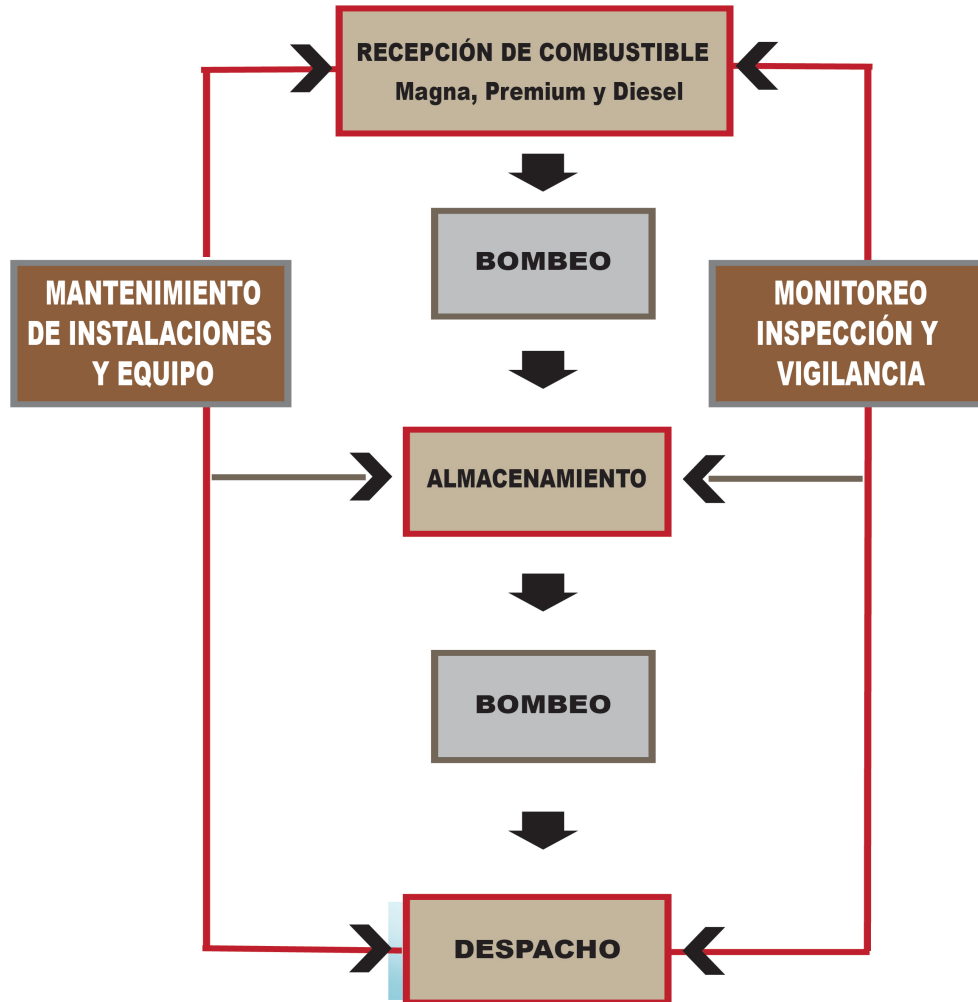 RECEPCIÓN DE COMBUSTIBLE
Magna, Premium y Diesel
BOMBEO
MANTENIMIENTO
DE INSTALACIONES
Y EQUIPO
MONITOREO
INSPECCIÓN Y
VIGILANCIA
ALMACENAMIENTO
BOMBEO
DESPACHO